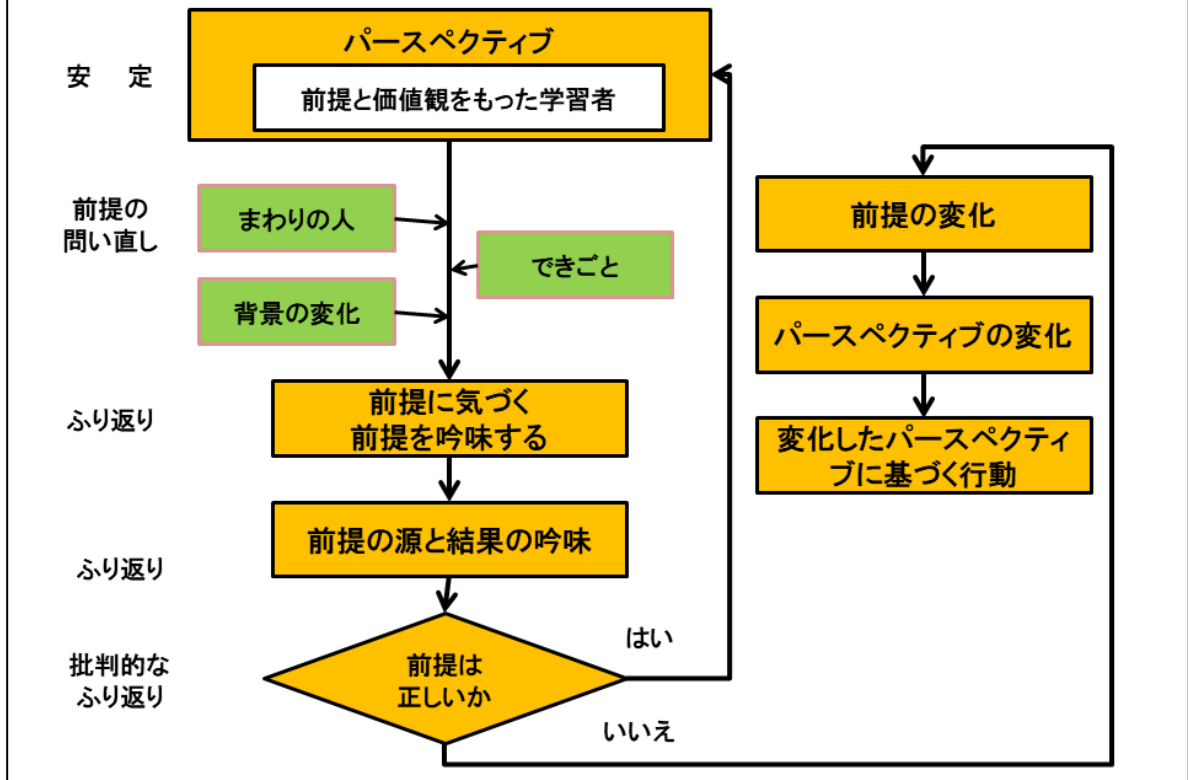 パースペクティブ
安　定
前提と価値観をもった学習者
前提の
問い直し
まわりの人
できごと
背景の変化
前提に気づく
前提を吟味する
ふり返り
前提の源と結果の吟味
ふり返り
前提は
正しいか
批判的な
ふり返り
はい
いいえ
前提の変化
パースペクティブの変化
変化したパースペクティ
ブに基づく行動